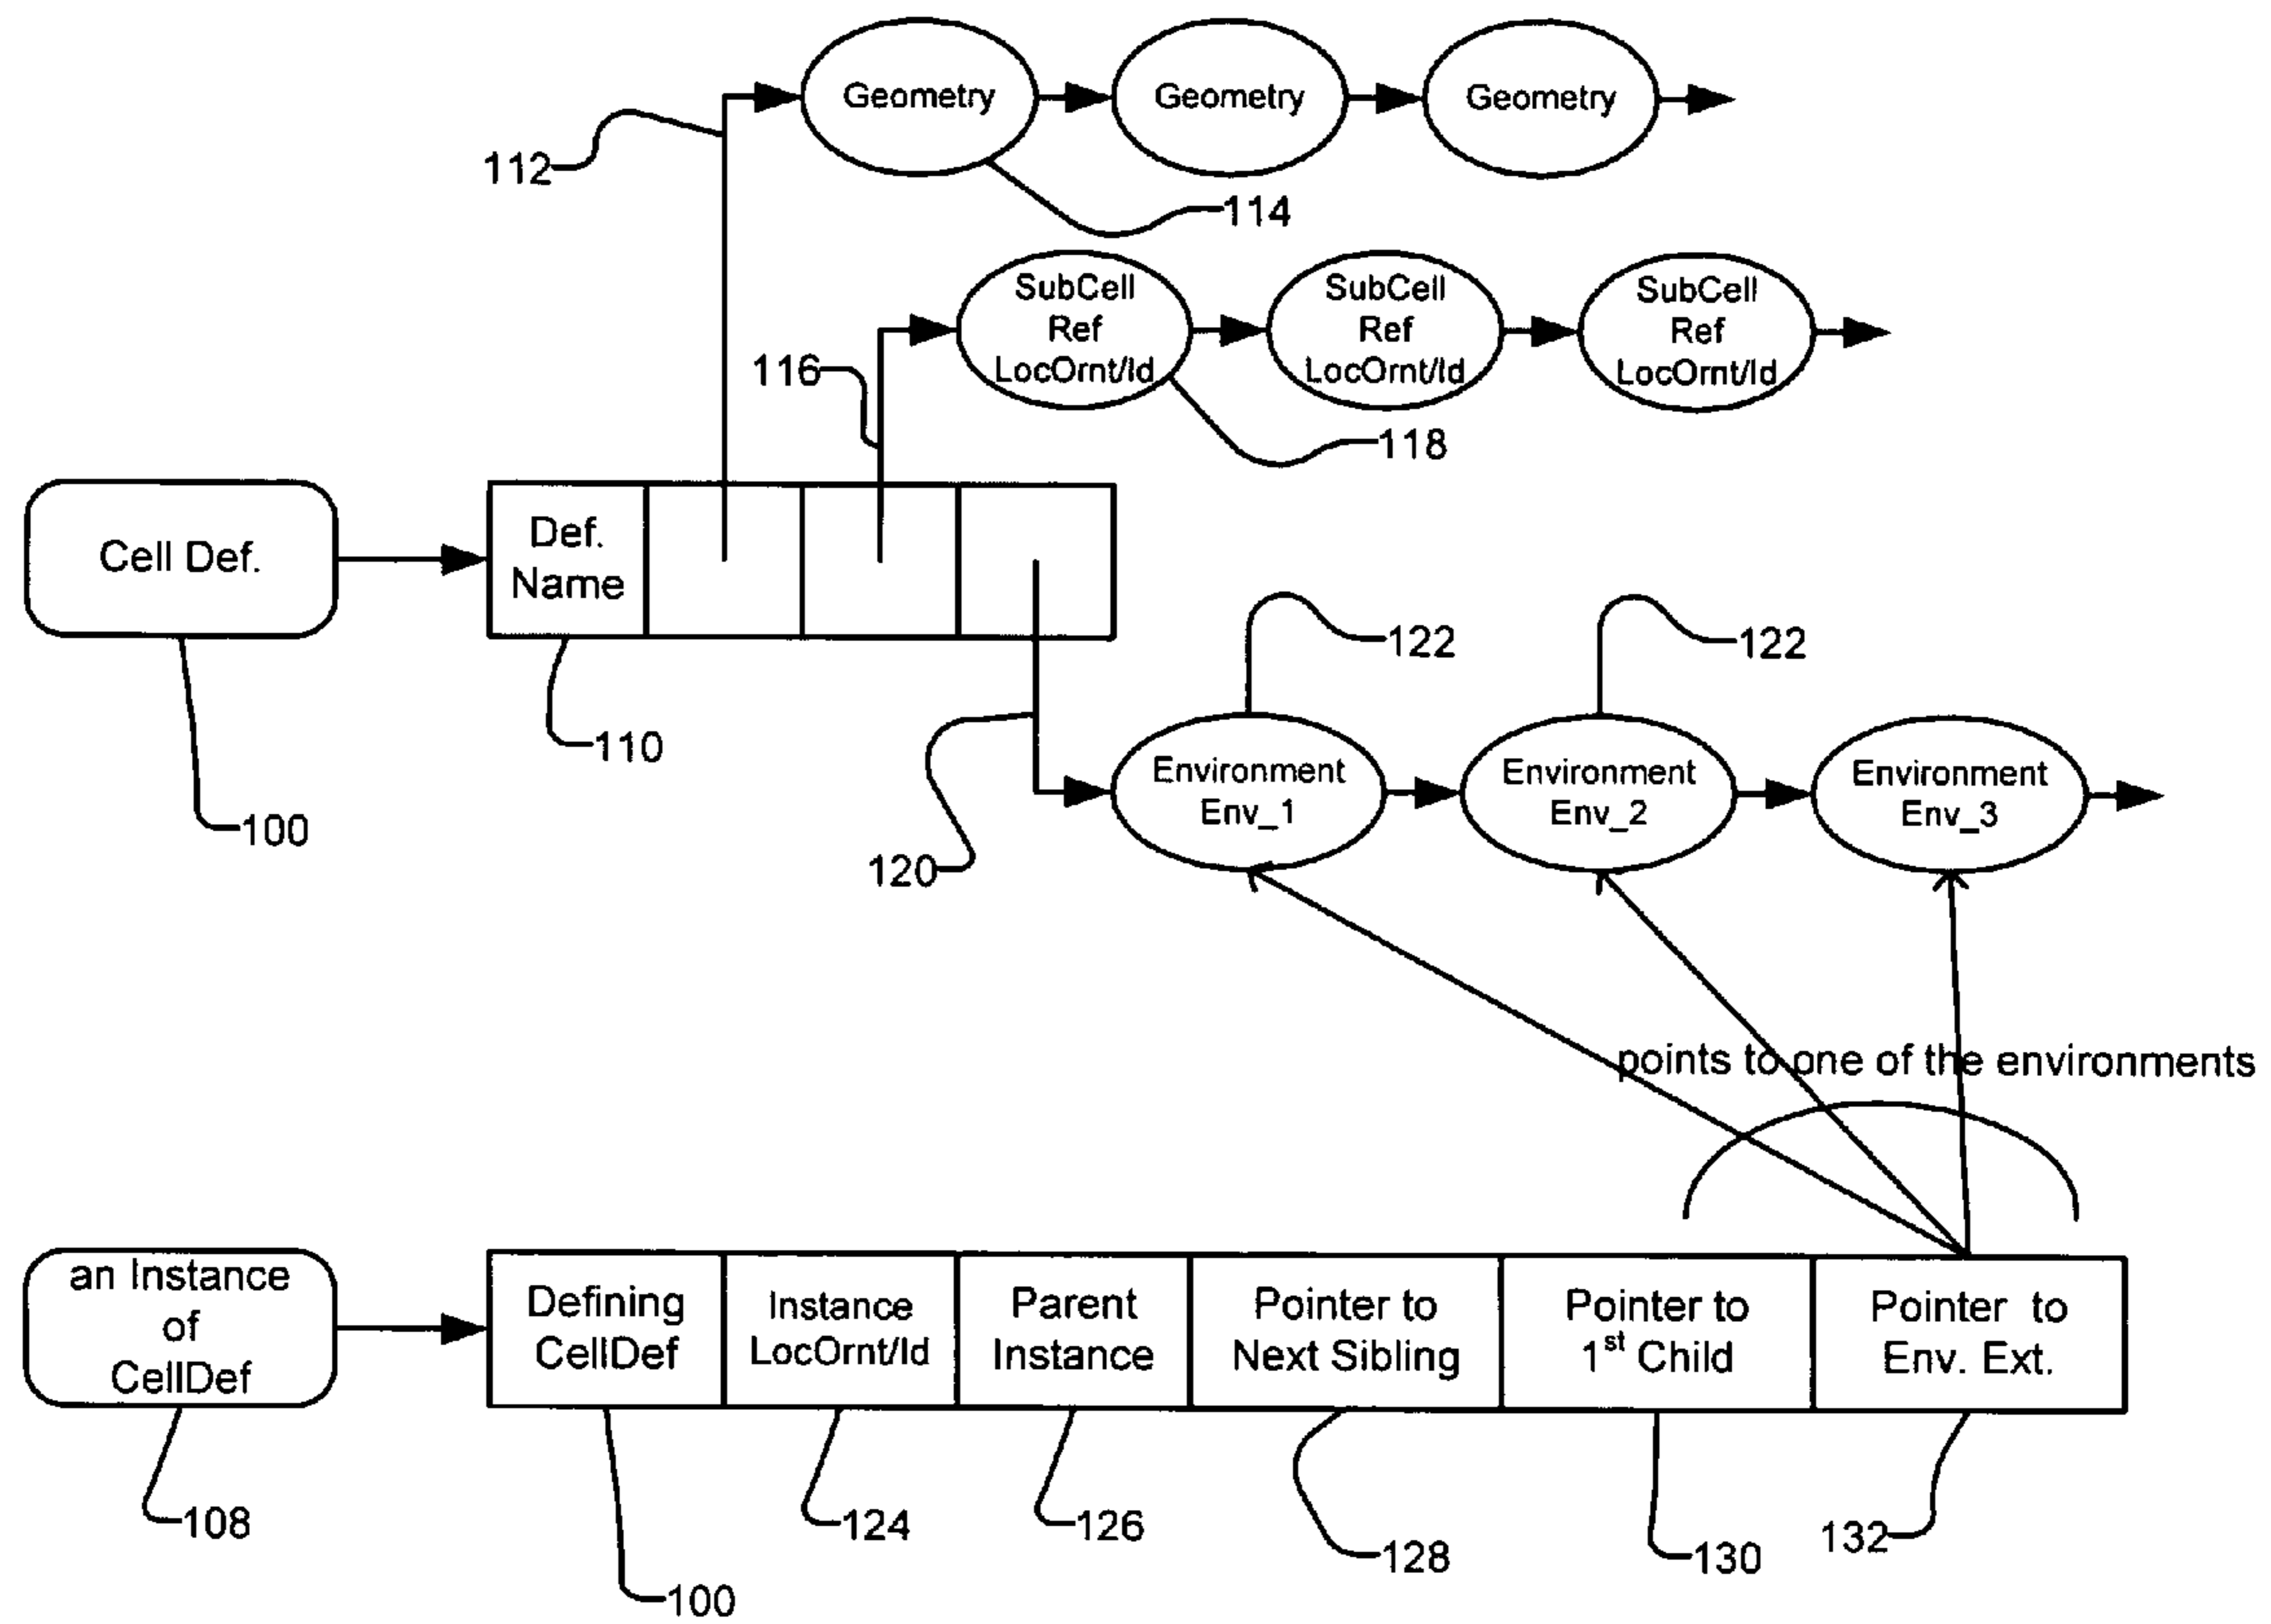 Geometry
Geometry
Geometry
112
114
SubCell
Ref
LocOrnt/Id
SubCell
Ref
LocOrnt/Id
SubCell
Ref
LocOrnt/Id
116
118
Cell Def.
Def.
Name
122
122
100
110
120
Environment
Env_1
Environment
Env_2
Environment
Env_3
points to one of the environments
an Instance
of
CellDef
Defining
CellDef
Instance
LocOrnt/Id
Parent
Instance
Pointer to
Next Sibling
Pointer to
1st Child
Pointer to
Env. Ext.
108
100
124
126
128
130
132